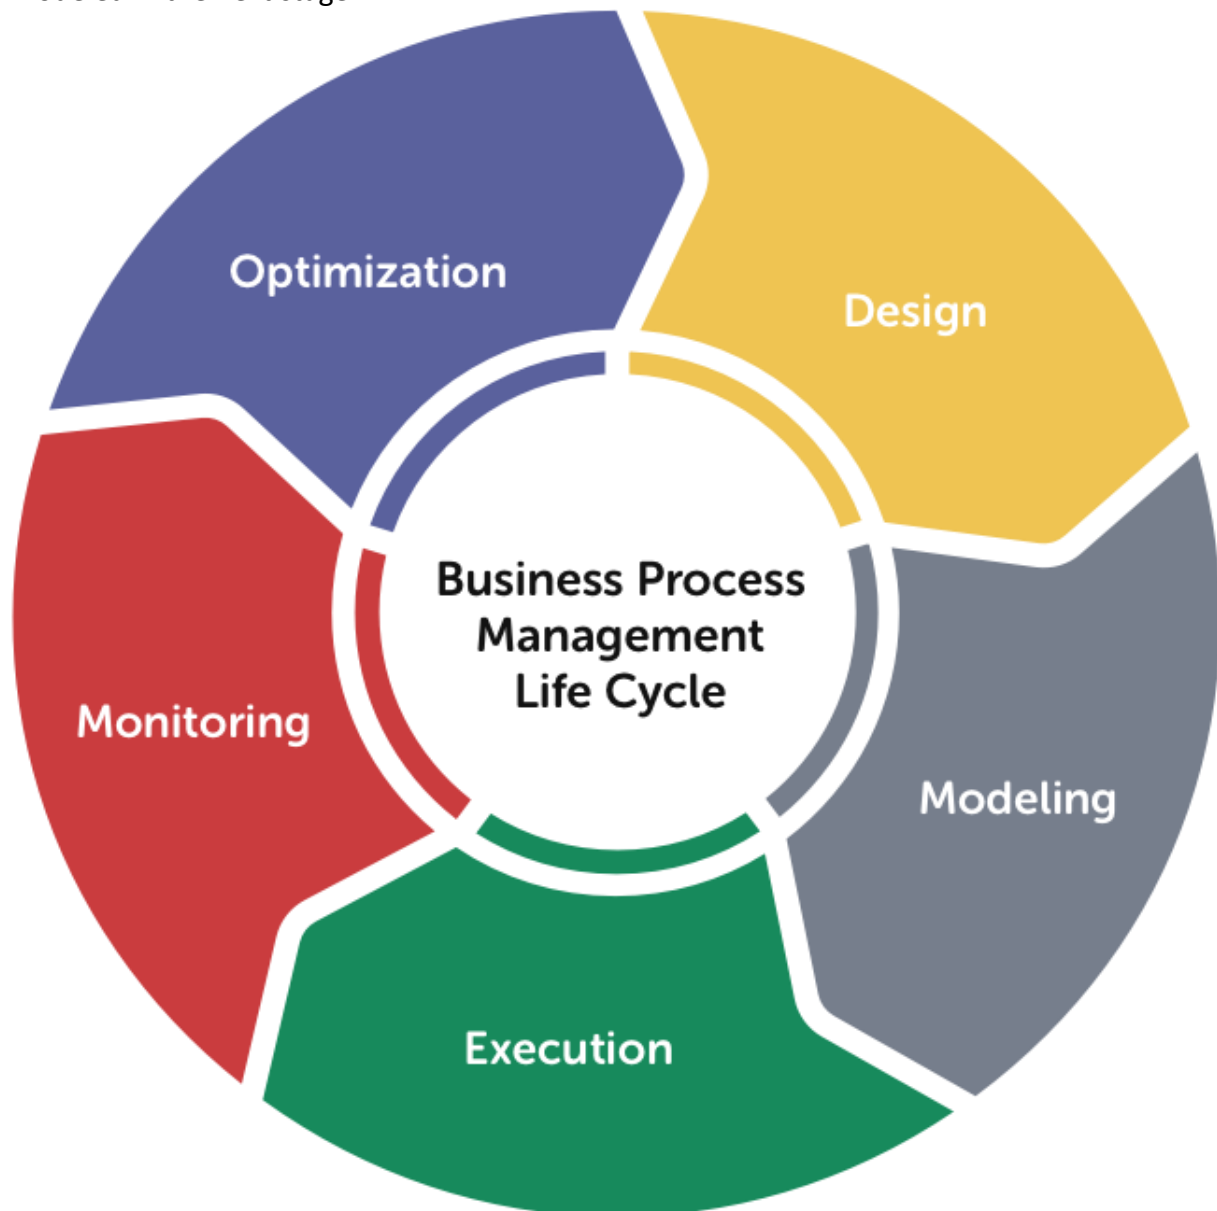 Optimization
Design
Business Process
Management
Life Cycle
Monitoring
Modeling
Execution